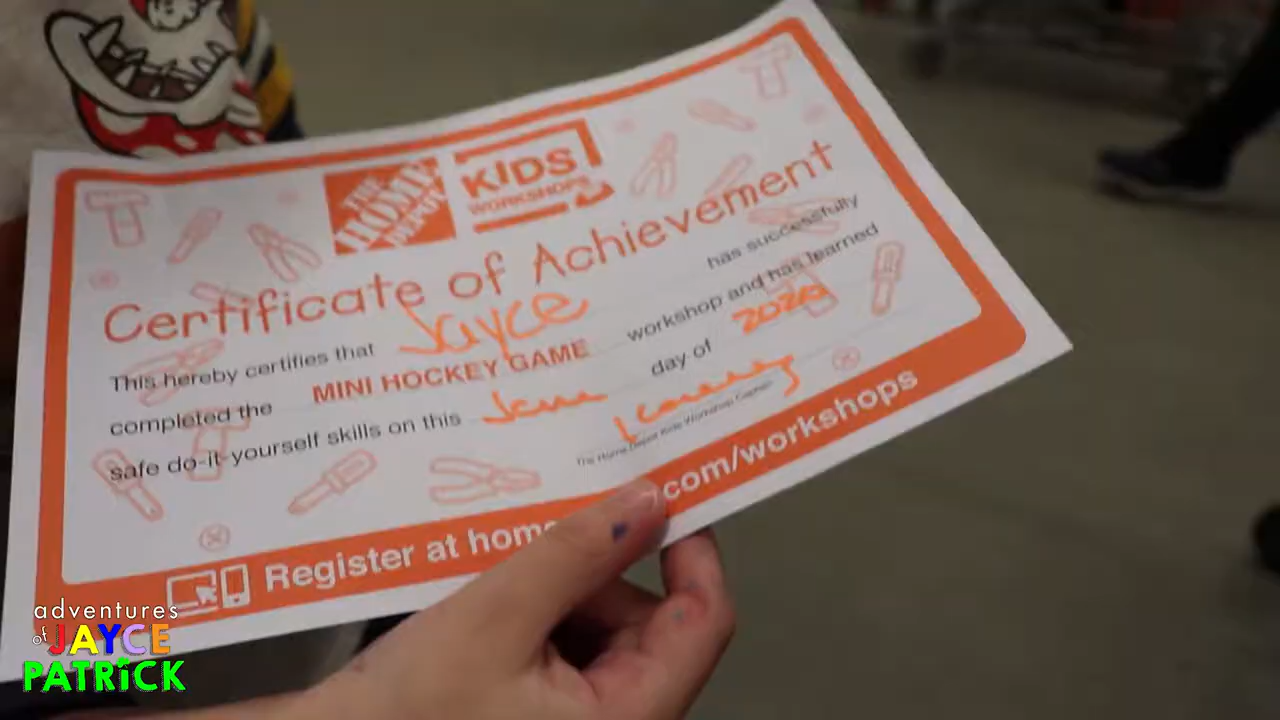 THE HOME DEPOT
KIDS WORKSHOPS
Certificate of Achievement
This hereby certifies that Jayce has successfully
completed the MINI HOCKEY GAME workshop and has learned
safe do-it-yourself skills on this day of 2020
The Home Depot Kids Workshop Captain
Register at hom .com/workshops
adventures
of JAYCE
PATRiCK